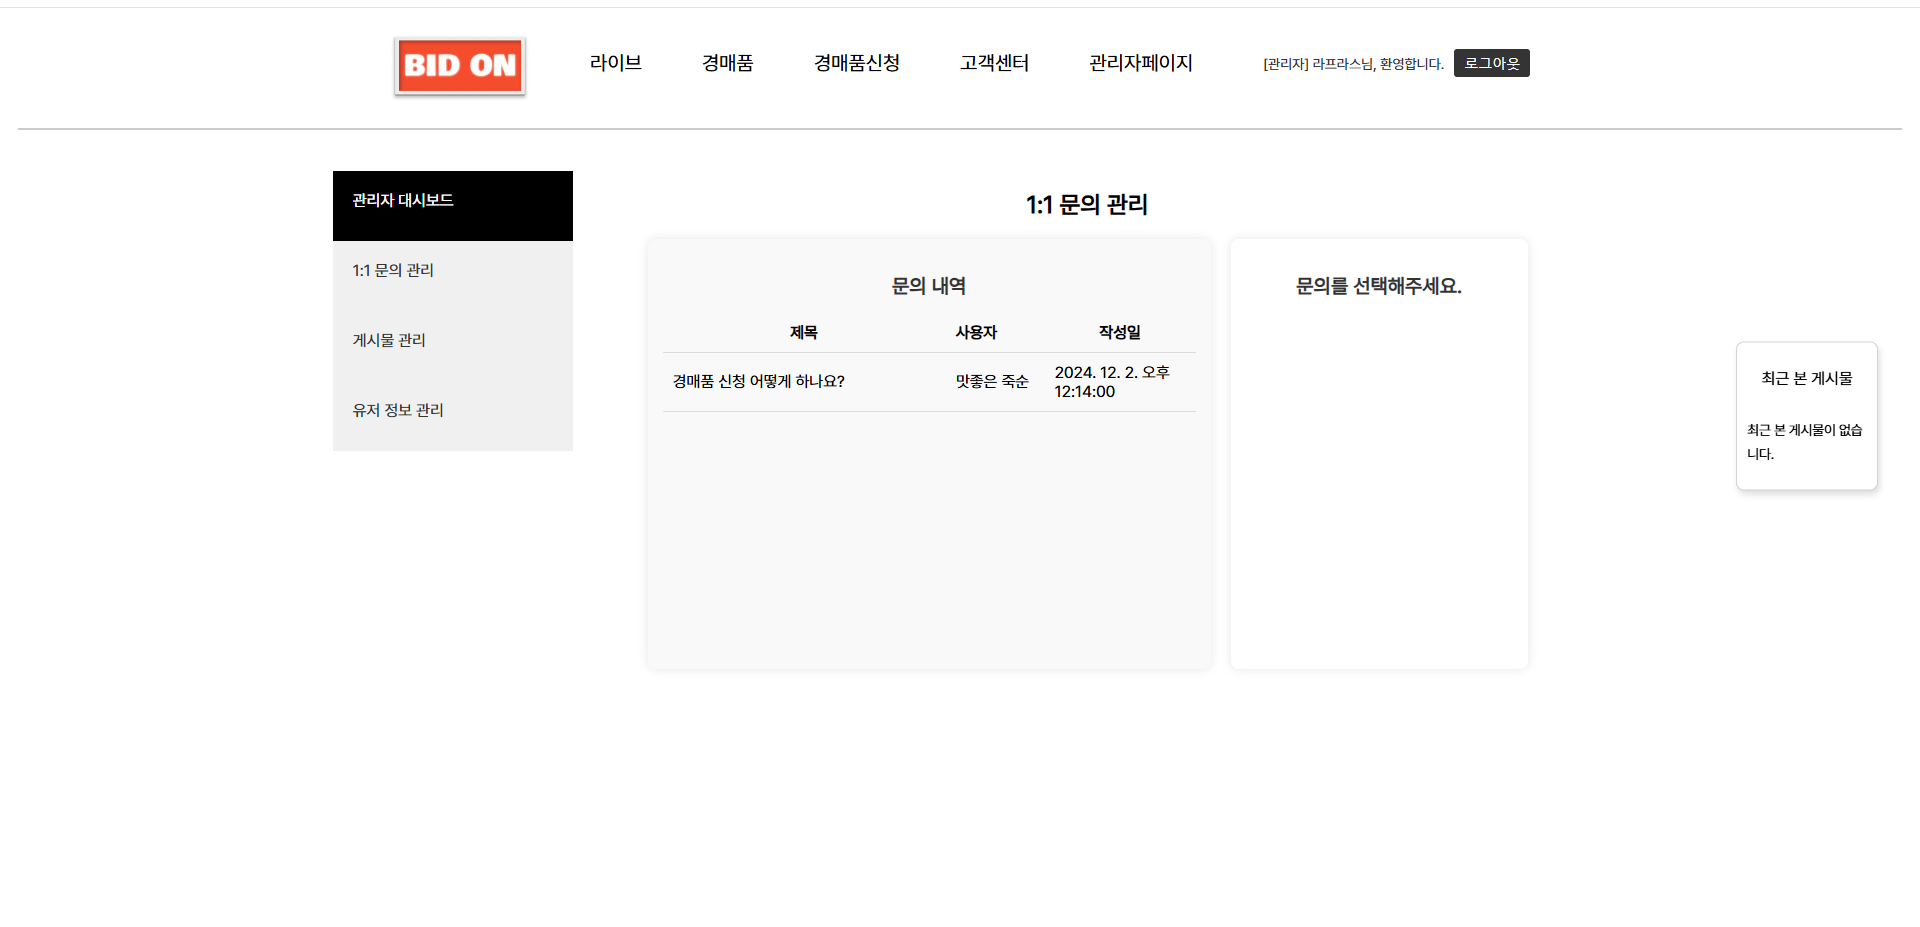 BID ON
라이브
경매품
경매품신청
고객센터
관리자페이지
[관리자] 라프라스님, 환영합니다.
로그아웃
관리자 대시보드
1:1 문의 관리
게시물 관리
유저 정보 관리
1:1 문의 관리
문의 내역
제목 사용자 작성일
경매품 신청 어떻게 하나요? 맛좋은 죽순 2024. 12. 2. 오후
12:14:00
문의를 선택해주세요.
최근 본 게시물
최근 본 게시물이 없습
니다.